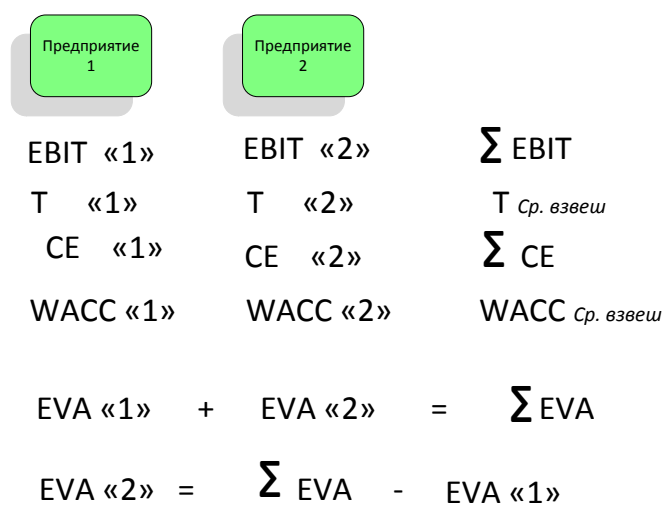 Предприятие
1
Предприятие
2
EBIT «1» EBIT «2» Σ EBIT
T «1» T «2» T Ср. взвеш
CE «1» CE «2» Σ CE
WACC «1» WACC «2» WACC Ср. взвеш
EVA «1» + EVA «2» = Σ EVA
EVA «2» = Σ EVA - EVA «1»